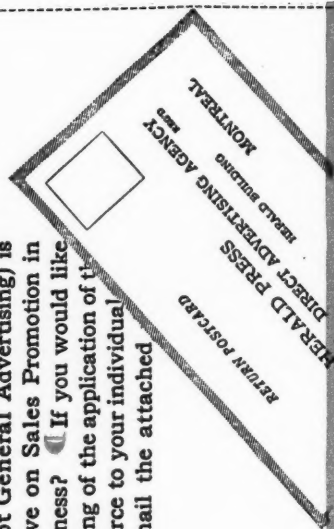 of General Advertising) is
ve on Sales Promotion in
ness? If you would like
ng of the application of
rce to your individual
ail the attached
RETURN POSTCARD
HERALD PRESS
DIRECT ADVERTISING AGENCY
HERALD BUILDING
MONTREAL